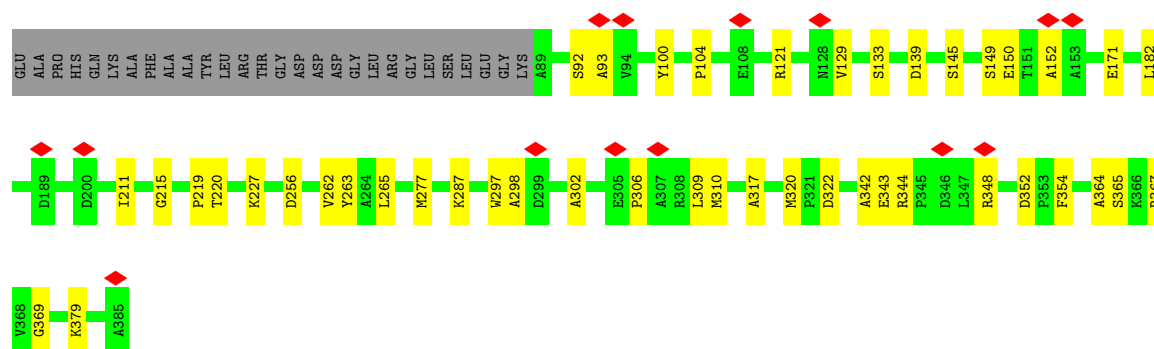 GLU ALA PRO HIS GLN LYS ALA PHE ALA ALA TYR LEU ARG THR GLY ASP ASP ASP GLY LEU ARG GLY LEU SER LEU GLU GLY LYS A89 S92 A93 V94 Y100 P104 E108 R121 N128 V129 S133 D139 S145 S149 E150 T151 A152 A153 E171 L182
D189 D200 I211 G215 P219 T220 K227 D256 V262 Y263 A264 L265 M277 K287 W297 A298 D299 A302 E305 P306 A307 R308 L309 M310 A317 M320 P321 D322 A342 E343 R344 P345 D346 L347 R348 D352 P353 F354 A364 S365 K366
V368 G369 K379 A385